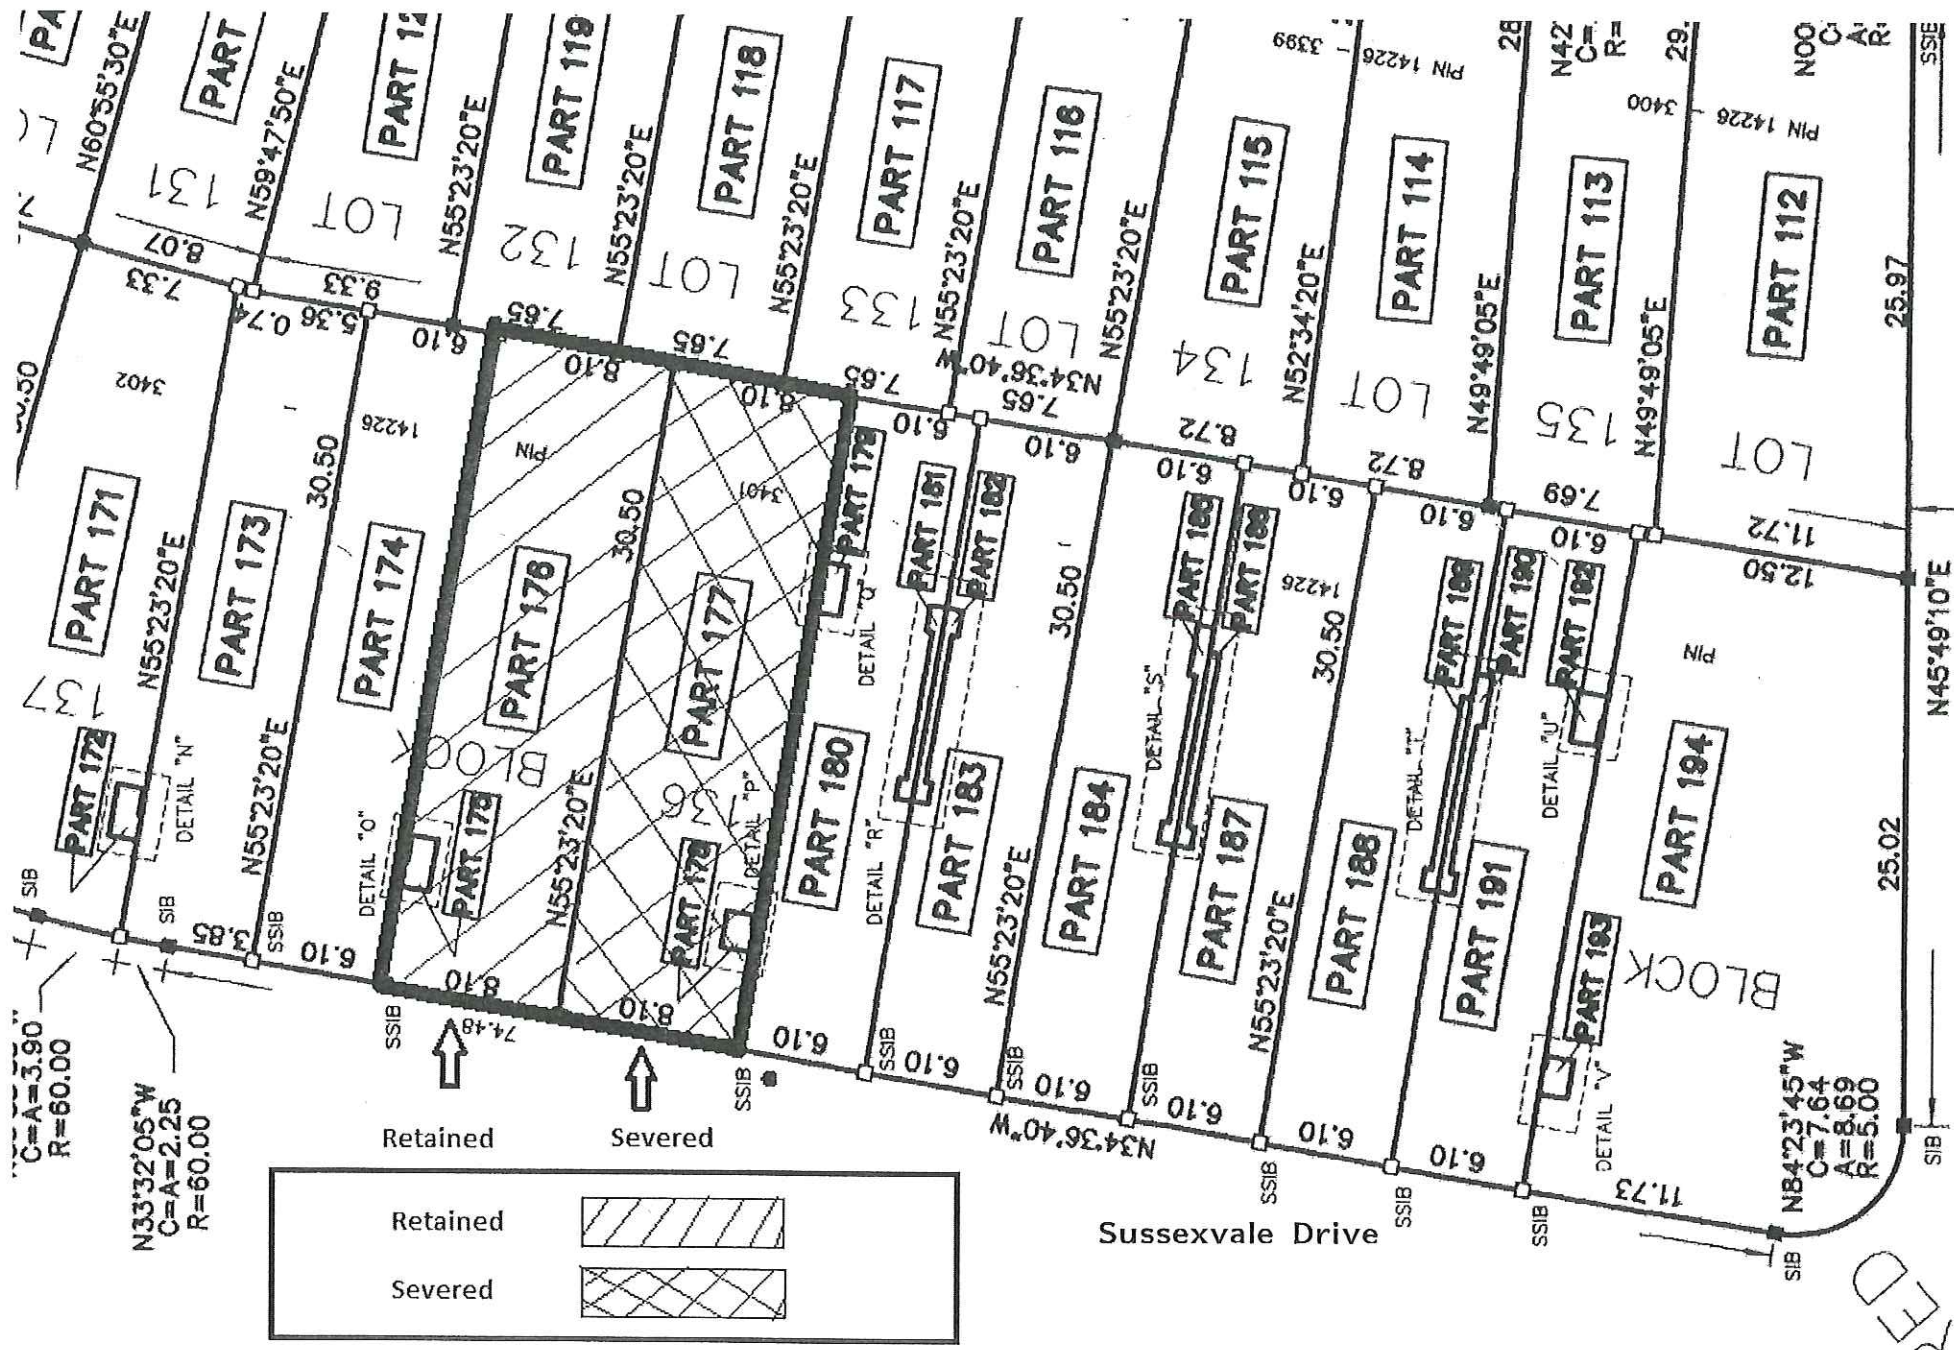 N60°55'30"E
PART
N59°47'50"E
LOT
131
PART 119
N55°23'20"E
132
PART 118
N55°23'20"E
LOT
PART 117
N55°23'20"E
133
PART 116
N55°23'20"E
LOT
N34°36'40"W
PART 115
N55°23'20"E
134
PART 114
N52°34'20"E
LOT
PART 113
N49°49'05"E
135
PART 112
N49°49'05"E
LOT
3399
PIN 14226
3400
PIN 14226
25.97
SSIB
8.07
7.33
9.33
0.74
5.36
6.10
7.65
8.10
7.65
8.10
7.65
6.10
7.65
6.10
8.72
6.10
8.72
6.10
6.10
7.69
6.10
11.72
12.50
N45°49'10"E
3402
14226
PIN
3401
14226
PIN
PART 171
N55°23'20"E
137
PART 172
DETAIL "N"
PART 173
30.50
N55°23'20"E
PART 174
DETAIL "O"
PART 175
PART 176
BLOCK
30.50
N55°23'20"E
PART 177
136
PART 178
DETAIL "P"
PART 179
DETAIL "Q"
PART 180
PART 181
PART 182
DETAIL "R"
PART 183
30.50
N55°23'20"E
PART 184
PART 185
PART 186
DETAIL "S"
PART 187
30.50
N55°23'20"E
PART 188
PART 189
PART 190
DETAIL "T"
PART 191
PART 192
DETAIL "U"
PART 193
DETAIL "V"
PART 194
BLOCK
25.02
SIB
SIB
3.85
SSIB
6.10
SSIB
8.10
74.48
8.10
SSIB
6.10
SSIB
6.10
SSIB
6.10
N34°36'40"W
SSIB
6.10
SSIB
6.10
SSIB
6.10
SSIB
11.73
SIB
SIB
C=A=3.90
R=60.00
N33°32'05"W
C=A=2.25
R=60.00
N84°23'45"W
C=7.64
A=8.69
R=5.00
Retained
Severed
Retained
Severed
Sussexvale Drive